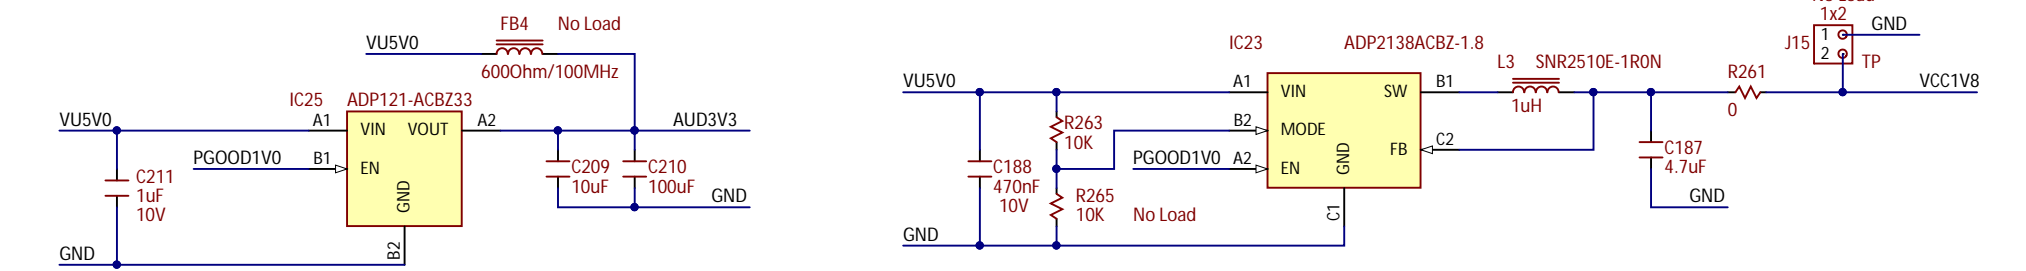 FB4 No Load
VU5V0
600Ohm/100MHz
IC25 ADP121-ACBZ33
VU5V0 A1 VIN VOUT A2 AUD3V3
PGOOD1V0 B1 EN
C211
1uF
10V
C209
10uF
C210
100uF
GND
GND
B2
GND
1x2
GND
J15 1
2
TP
IC23 ADP2138ACBZ-1.8
L3 SNR2510E-1R0N
1uH
R261
0
VCC1V8
VU5V0 A1 VIN SW B1
R263
10K
B2 MODE
C2 FB
PGOOD1V0 A2 EN
GND
C1
C188
470nF
10V
R265
10K No Load
C187
4.7uF
GND
GND